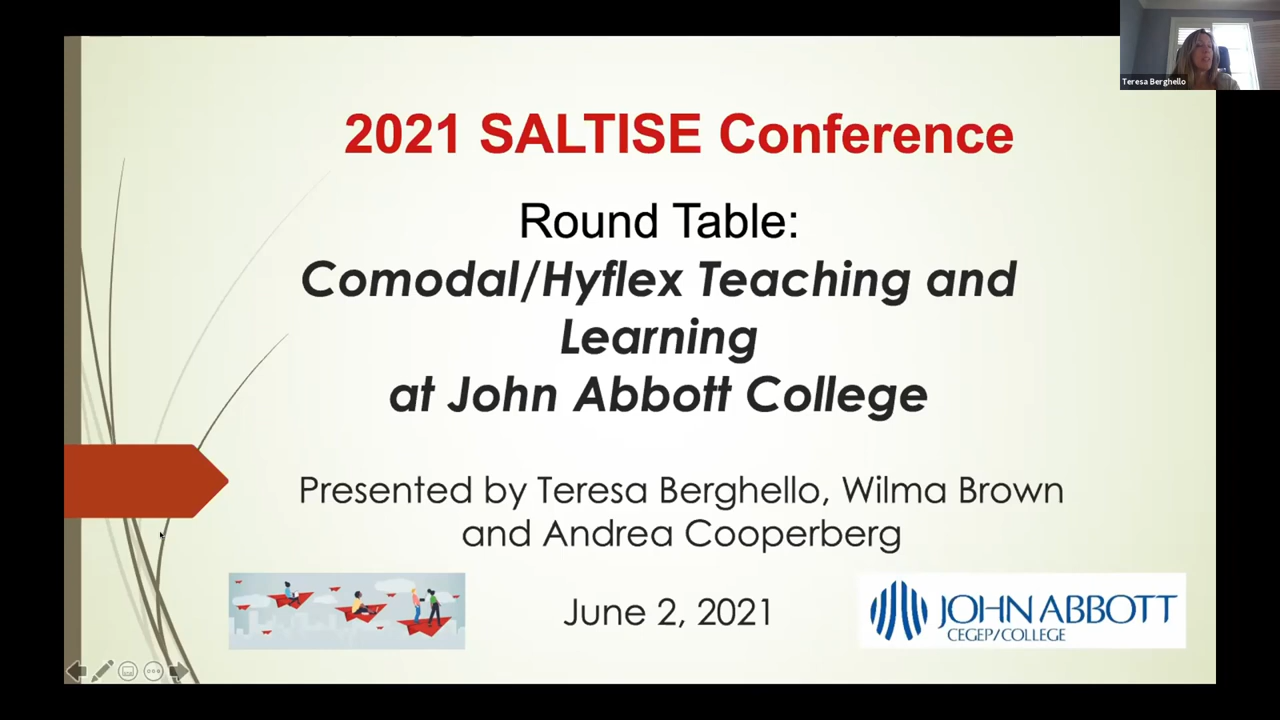 Teresa Berghello
2021 SALTISE Conference
Round Table:
Comodal/Hyflex Teaching and
Learning
at John Abbott College
Presented by Teresa Berghello, Wilma Brown
and Andrea Cooperberg
June 2, 2021
JOHN ABBOTT
CEGEP/COLLEGE